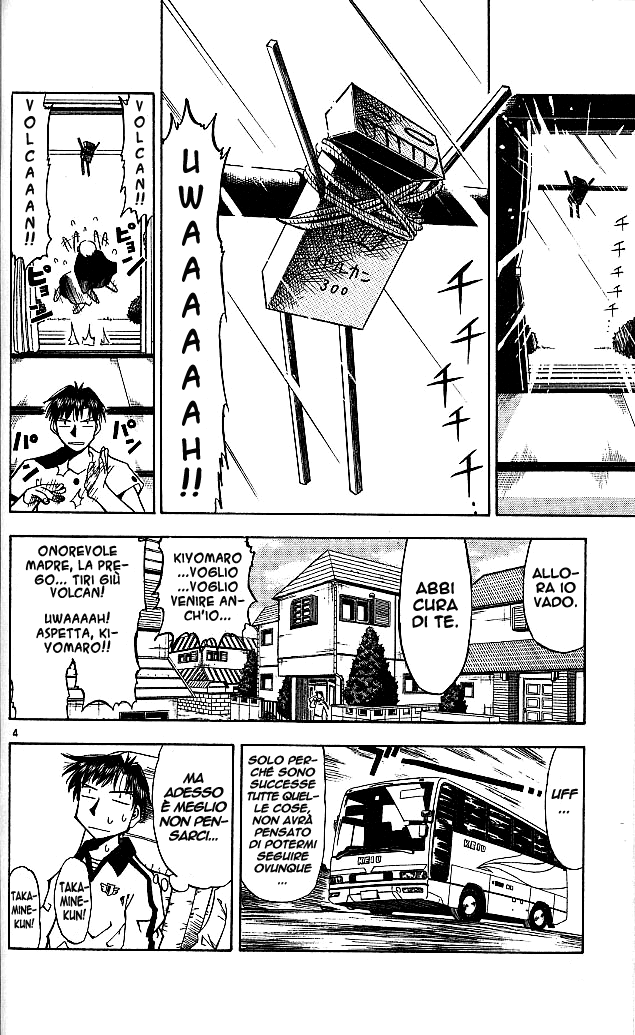 チ
チ
チ
チ
チ
UWAAAAAAAH!!
バルカン
300
チ
チ
チ
チ
チ
VOLCAN!!
VOLCAAAN!!
ピョン
ピョン
パン
パン
ALLO-
RA IO
VADO.
ABBI
CURA
DI TE.
KIYOMARO
...VOGLIO
VENIRE AN-
CH'IO...
ONOREVOLE
MADRE, LA PRE-
GO... TIRI GIÙ
VOLCAN!
UWAAAAH!
ASPETTA, KI-
YOMARO!!
4
UFF
...
KEIU
KEIU
SOLO PER-
CHÉ SONO
SUCCESSE
TUTTE QUEL-
LE COSE,
NON AVRÀ
PENSATO
DI POTERMI
SEGUIRE
OVUNQUE
...
MA
ADESSO
È MEGLIO
NON PEN-
SARCI...
TAKA-
MINE-
KUN!
TAKA-
MINE-
KUN!